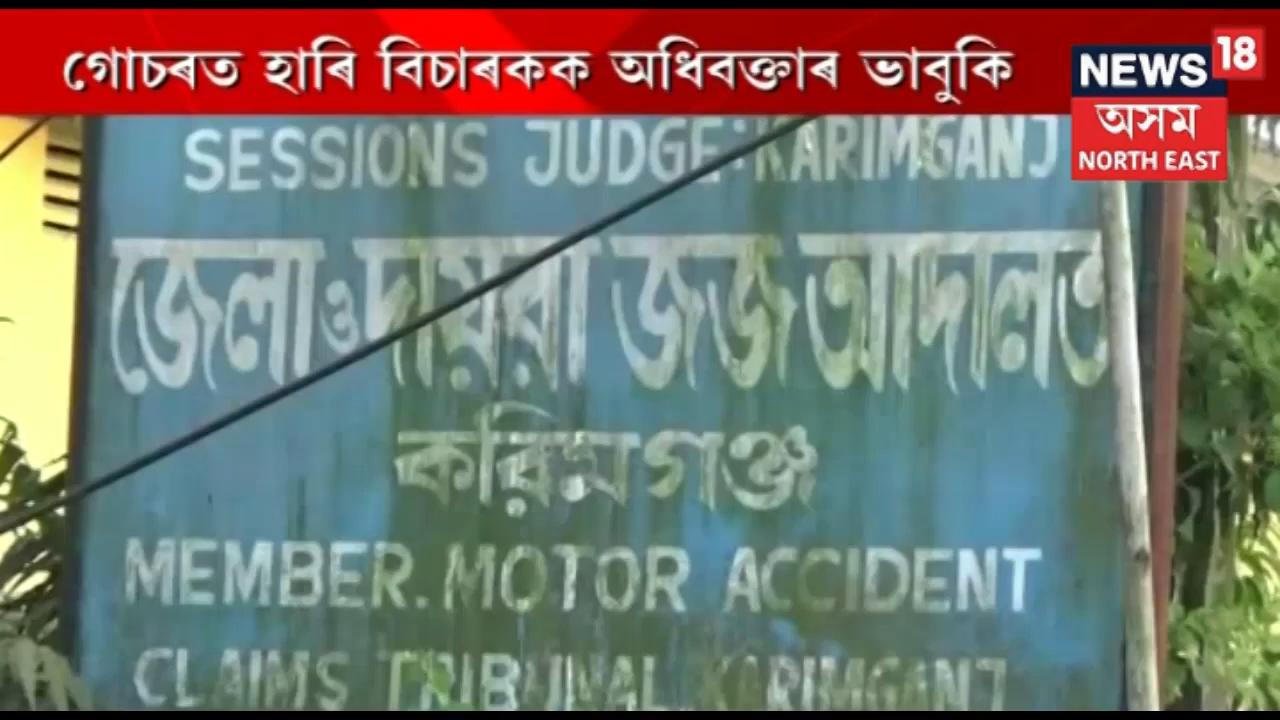 গোচৰত হাৰি বিচাৰকক অধিবক্তাৰ ভাবুকি
NEWS 18
অসম
NORTH EAST
SESSIONS JUDGE: KARIMGANJ
জেলা ও দায়রা জজ আদালত
করিমগঞ্জ
MEMBER. MOTOR ACCIDENT
CLAIMS TRIBUNAL. KARIMGANJ